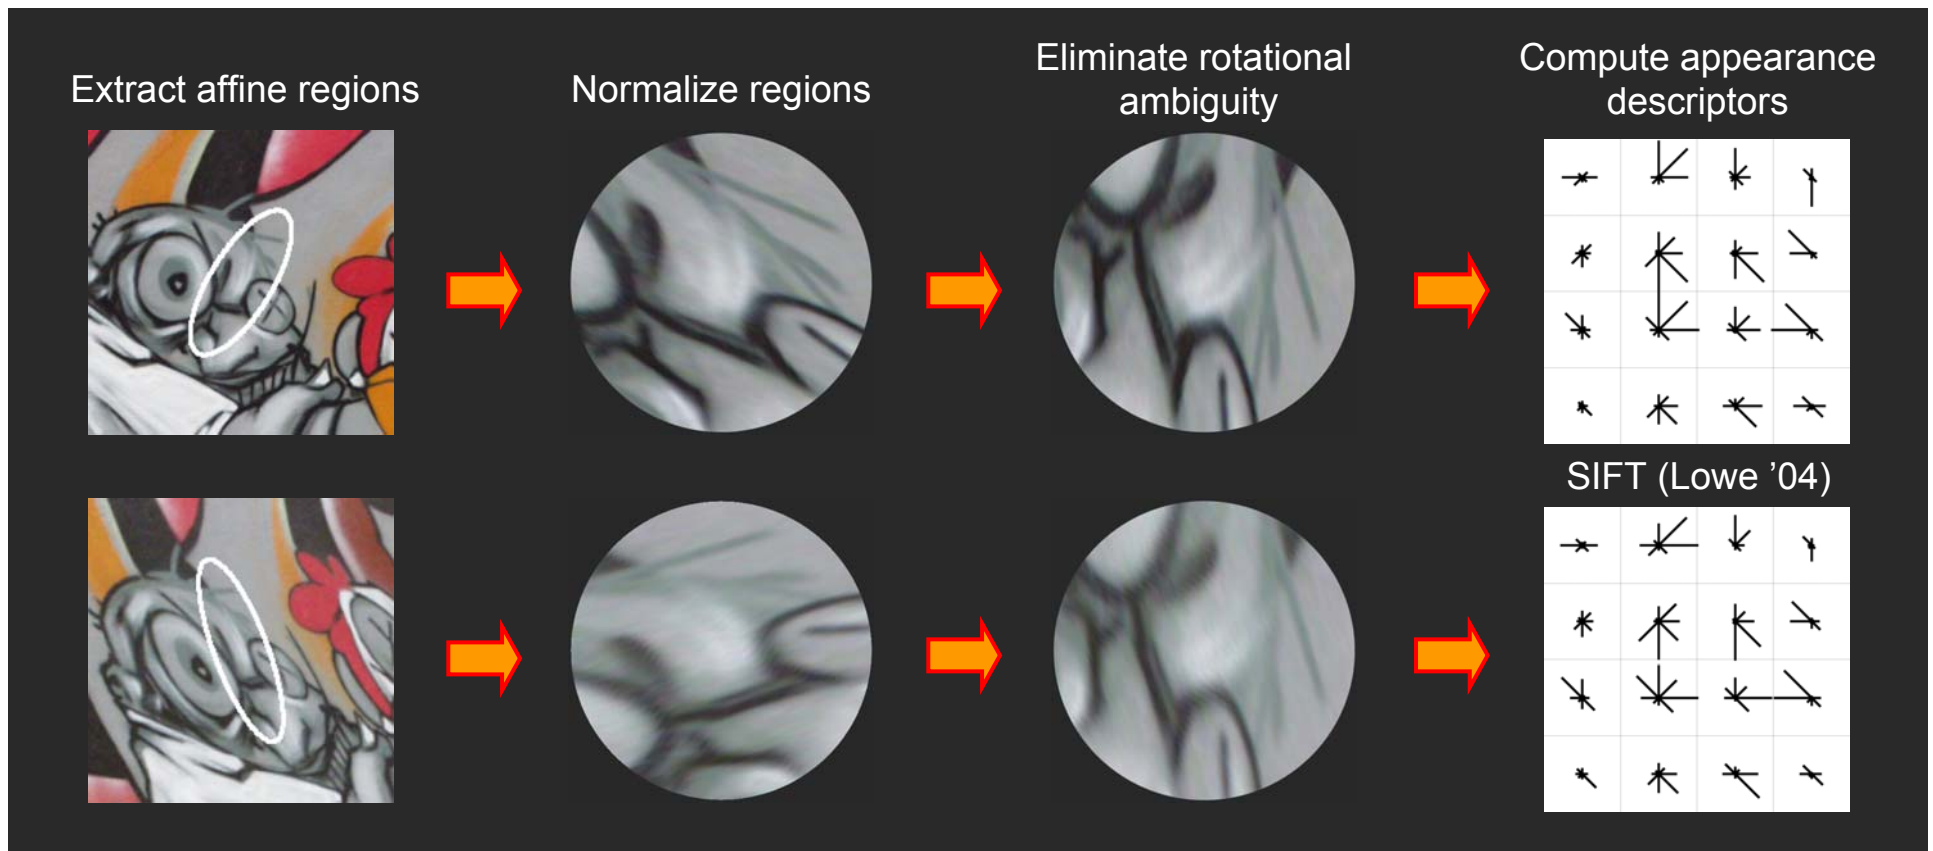 Extract affine regions
Normalize regions
Eliminate rotational
ambiguity
Compute appearance
descriptors
SIFT (Lowe ’04)